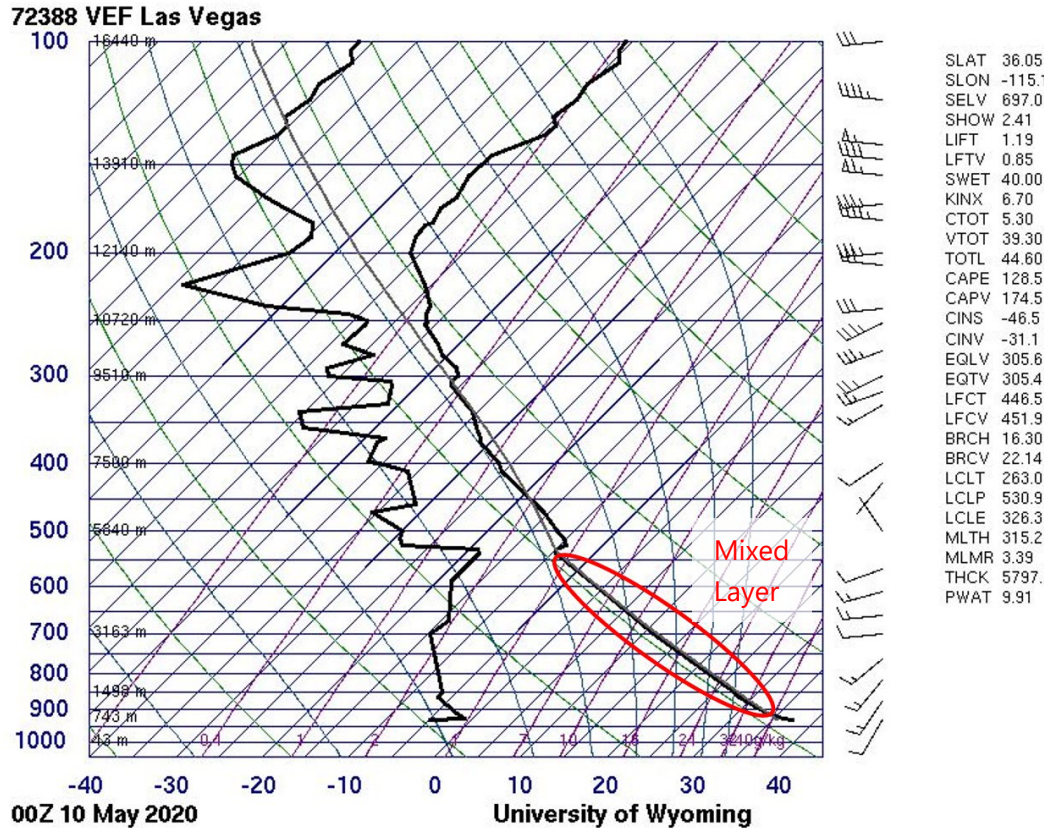 72388 VEF Las Vegas
100
16440 m
13910 m
200
12140 m
10720 m
300
9510 m
400
7500 m
500
5840 m
600
700
3163 m
800
1498 m
900
743 m
1000
43 m
0.4
1
2
4
7
10
16
24
32
40g/kg
-40
-30
-20
-10
0
10
20
30
40
00Z 10 May 2020
University of Wyoming
Mixed
Layer
SLAT 36.05
SLON -115.1
SELV 697.0
SHOW 2.41
LIFT 1.19
LFTV 0.85
SWET 40.00
KINX 6.70
CTOT 5.30
VTOT 39.30
TOTL 44.60
CAPE 128.5
CAPV 174.5
CINS -46.5
CINV -31.1
EQLV 305.6
EQTV 305.4
LFCT 446.5
LFCV 451.9
BRCH 16.30
BRCV 22.14
LCLT 263.0
LCLP 530.9
LCLE 326.3
MLTH 315.2
MLMR 3.39
THCK 5797.
PWAT 9.91